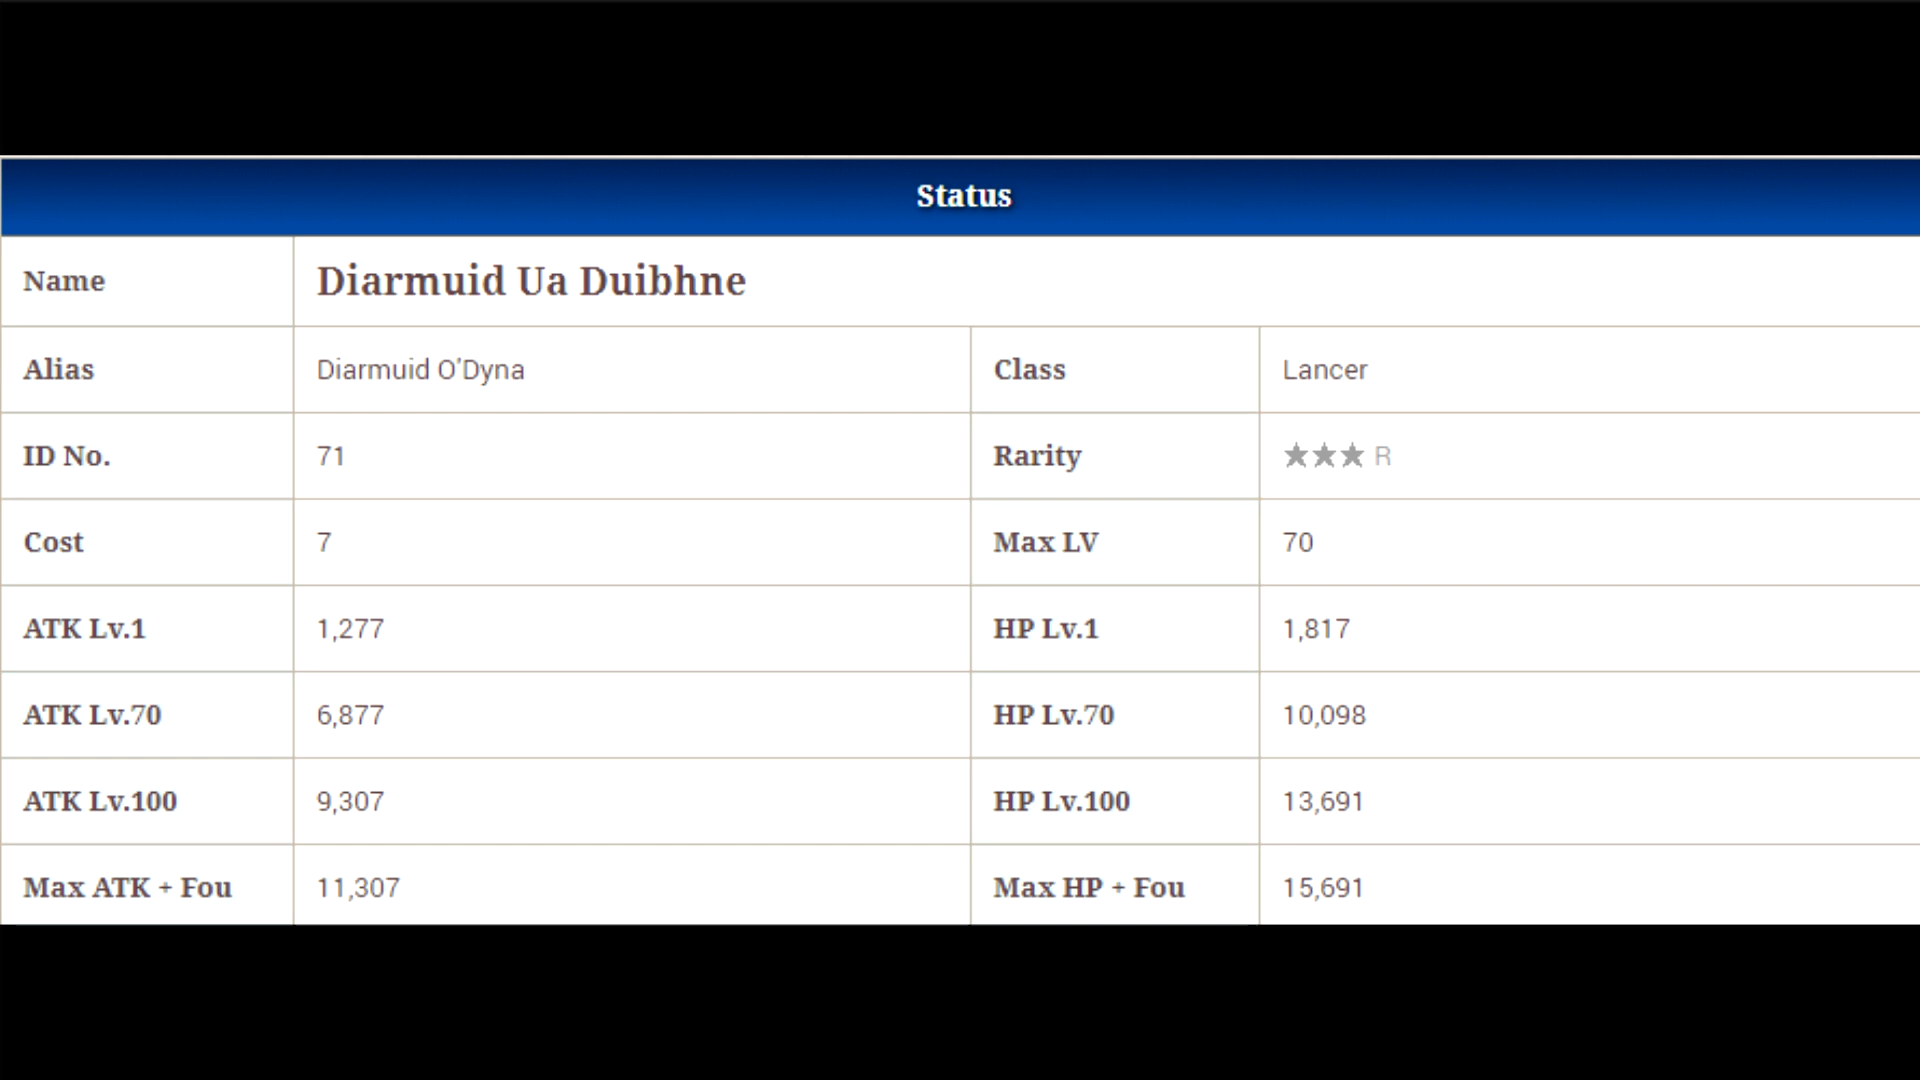 Status
Name Diarmuid Ua Duibhne
Alias Diarmuid O'Dyna Class Lancer
ID No. 71 Rarity ★★★ R
Cost 7 Max LV 70
ATK Lv.1 1,277 HP Lv.1 1,817
ATK Lv.70 6,877 HP Lv.70 10,098
ATK Lv.100 9,307 HP Lv.100 13,691
Max ATK + Fou 11,307 Max HP + Fou 15,691